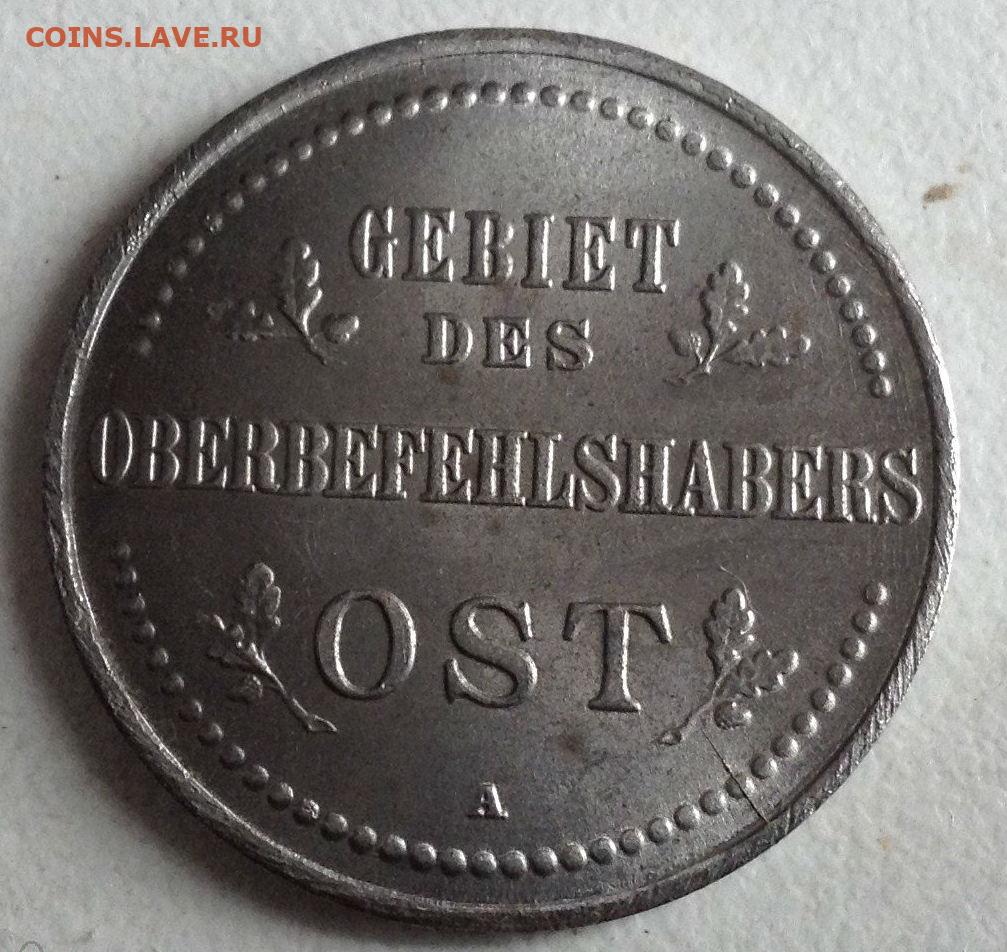 COINS.LAVE.RU
GEBIET
DES
OBERBEFEHLSHABERS
OST
A